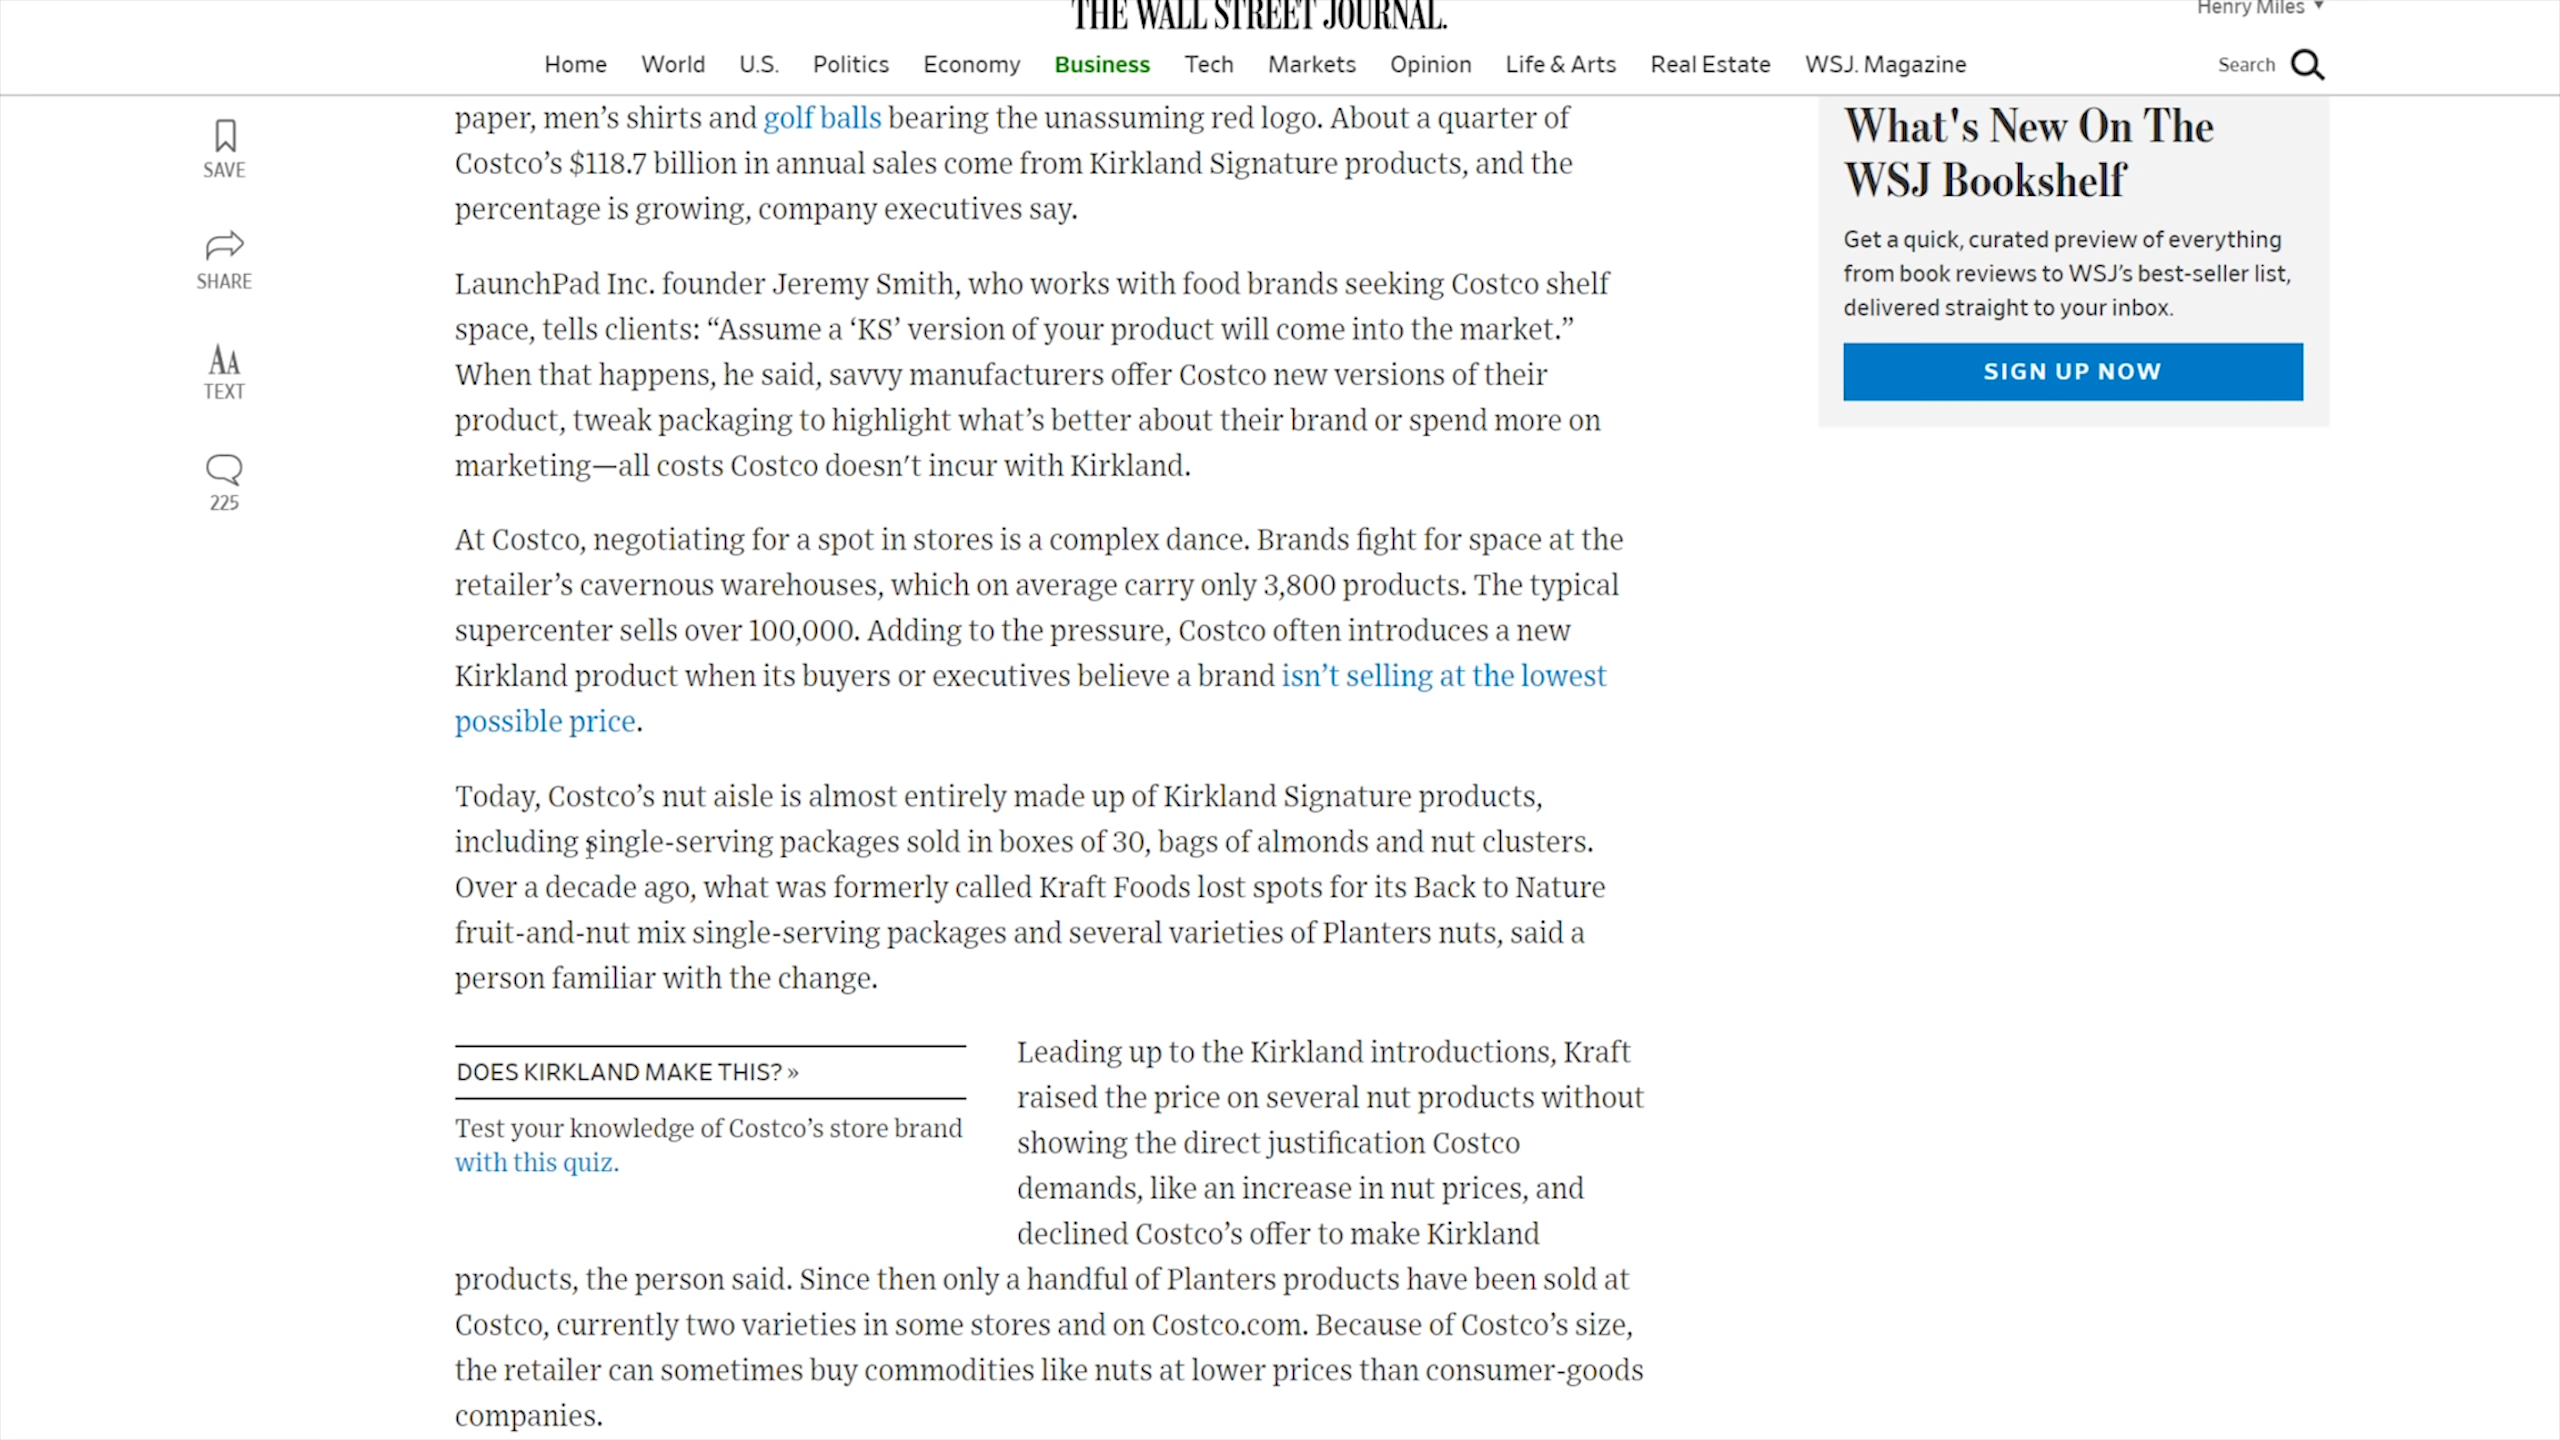 THE WALL STREET JOURNAL.
Henry Miles ▼
Home World U.S. Politics Economy Business Tech Markets Opinion Life & Arts Real Estate WSJ. Magazine Search
SAVE
SHARE
AA
TEXT
225
paper, men’s shirts and golf balls bearing the unassuming red logo. About a quarter of
Costco’s $118.7 billion in annual sales come from Kirkland Signature products, and the
percentage is growing, company executives say.
LaunchPad Inc. founder Jeremy Smith, who works with food brands seeking Costco shelf
space, tells clients: “Assume a ‘KS’ version of your product will come into the market.”
When that happens, he said, savvy manufacturers offer Costco new versions of their
product, tweak packaging to highlight what’s better about their brand or spend more on
marketing—all costs Costco doesn't incur with Kirkland.
At Costco, negotiating for a spot in stores is a complex dance. Brands fight for space at the
retailer’s cavernous warehouses, which on average carry only 3,800 products. The typical
supercenter sells over 100,000. Adding to the pressure, Costco often introduces a new
Kirkland product when its buyers or executives believe a brand isn’t selling at the lowest
possible price.
Today, Costco’s nut aisle is almost entirely made up of Kirkland Signature products,
including single-serving packages sold in boxes of 30, bags of almonds and nut clusters.
Over a decade ago, what was formerly called Kraft Foods lost spots for its Back to Nature
fruit-and-nut mix single-serving packages and several varieties of Planters nuts, said a
person familiar with the change.
DOES KIRKLAND MAKE THIS? »
Test your knowledge of Costco’s store brand
with this quiz.
Leading up to the Kirkland introductions, Kraft
raised the price on several nut products without
showing the direct justification Costco
demands, like an increase in nut prices, and
declined Costco’s offer to make Kirkland
products, the person said. Since then only a handful of Planters products have been sold at
Costco, currently two varieties in some stores and on Costco.com. Because of Costco’s size,
the retailer can sometimes buy commodities like nuts at lower prices than consumer-goods
companies.
What's New On The
WSJ Bookshelf
Get a quick, curated preview of everything
from book reviews to WSJ’s best-seller list,
delivered straight to your inbox.
SIGN UP NOW